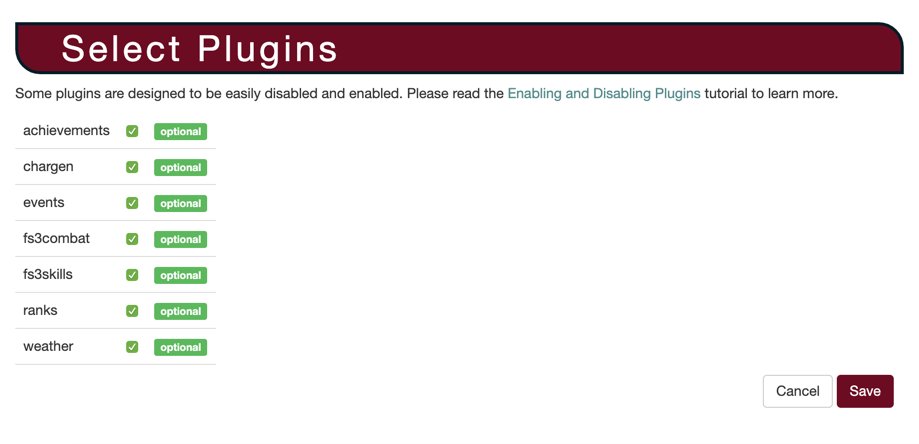 Select Plugins
Some plugins are designed to be easily disabled and enabled. Please read the Enabling and Disabling Plugins tutorial to learn more.
achievements optional
chargen optional
events optional
fs3combat optional
fs3skills optional
ranks optional
weather optional
Cancel Save